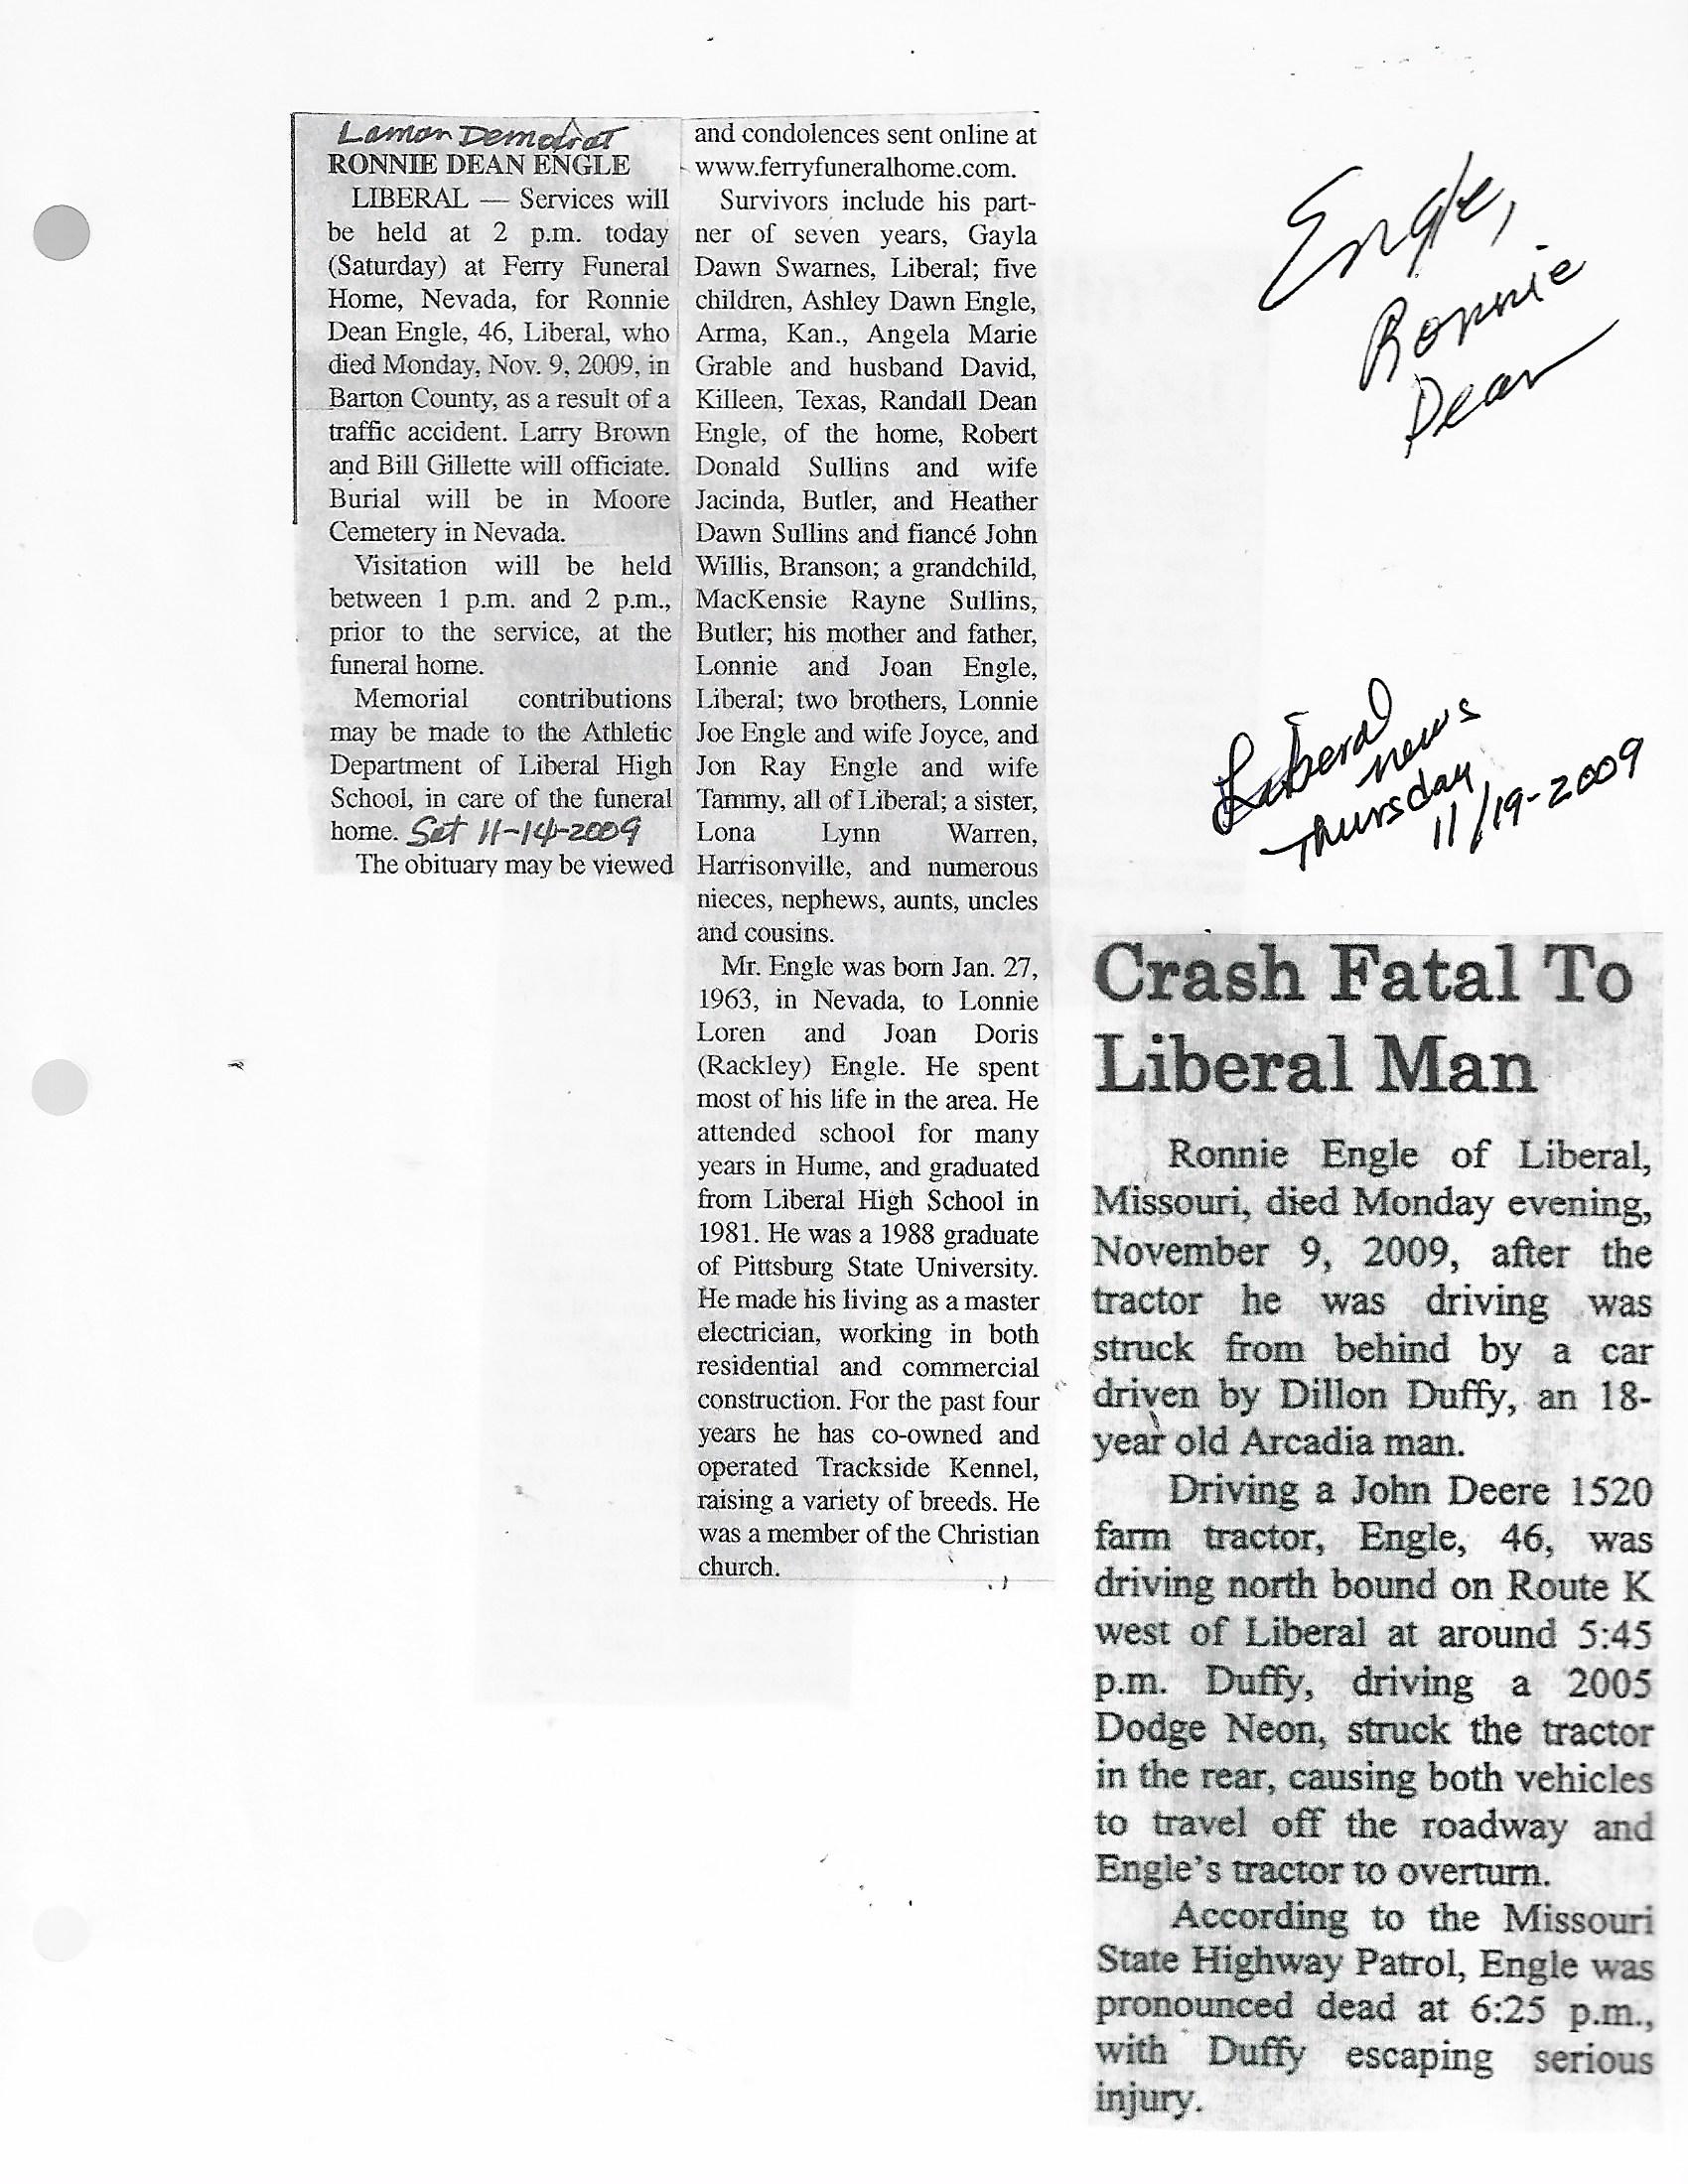 Lamar Democrat
RONNIE DEAN ENGLE
LIBERAL — Services will
be held at 2 p.m. today
(Saturday) at Ferry Funeral
Home, Nevada, for Ronnie
Dean Engle, 46, Liberal, who
died Monday, Nov. 9, 2009, in
Barton County, as a result of a
traffic accident. Larry Brown
and Bill Gillette will officiate.
Burial will be in Moore
Cemetery in Nevada.
Visitation will be held
between 1 p.m. and 2 p.m.,
prior to the service, at the
funeral home.
Memorial contributions
may be made to the Athletic
Department of Liberal High
School, in care of the funeral
home. Sat 11-14-2009
The obituary may be viewed
and condolences sent online at
www.ferryfuneralhome.com.
Survivors include his part-
ner of seven years, Gayla
Dawn Swarnes, Liberal; five
children, Ashley Dawn Engle,
Arma, Kan., Angela Marie
Grable and husband David,
Killeen, Texas, Randall Dean
Engle, of the home, Robert
Donald Sullins and wife
Jacinda, Butler, and Heather
Dawn Sullins and fiancé John
Willis, Branson; a grandchild,
MacKensie Rayne Sullins,
Butler; his mother and father,
Lonnie and Joan Engle,
Liberal; two brothers, Lonnie
Joe Engle and wife Joyce, and
Jon Ray Engle and wife
Tammy, all of Liberal; a sister,
Lona Lynn Warren,
Harrisonville, and numerous
nieces, nephews, aunts, uncles
and cousins.
Mr. Engle was born Jan. 27,
1963, in Nevada, to Lonnie
Loren and Joan Doris
(Rackley) Engle. He spent
most of his life in the area. He
attended school for many
years in Hume, and graduated
from Liberal High School in
1981. He was a 1988 graduate
of Pittsburg State University.
He made his living as a master
electrician, working in both
residential and commercial
construction. For the past four
years he has co-owned and
operated Trackside Kennel,
raising a variety of breeds. He
was a member of the Christian
church.
Engle,
Ronnie
Dean
Liberal
news
Thursday
11/19-2009
Crash Fatal To
Liberal Man
Ronnie Engle of Liberal,
Missouri, died Monday evening,
November 9, 2009, after the
tractor he was driving was
struck from behind by a car
driven by Dillon Duffy, an 18-
year old Arcadia man.
Driving a John Deere 1520
farm tractor, Engle, 46, was
driving north bound on Route K
west of Liberal at around 5:45
p.m. Duffy, driving a 2005
Dodge Neon, struck the tractor
in the rear, causing both vehicles
to travel off the roadway and
Engle's tractor to overturn.
According to the Missouri
State Highway Patrol, Engle was
pronounced dead at 6:25 p.m.,
with Duffy escaping serious
injury.